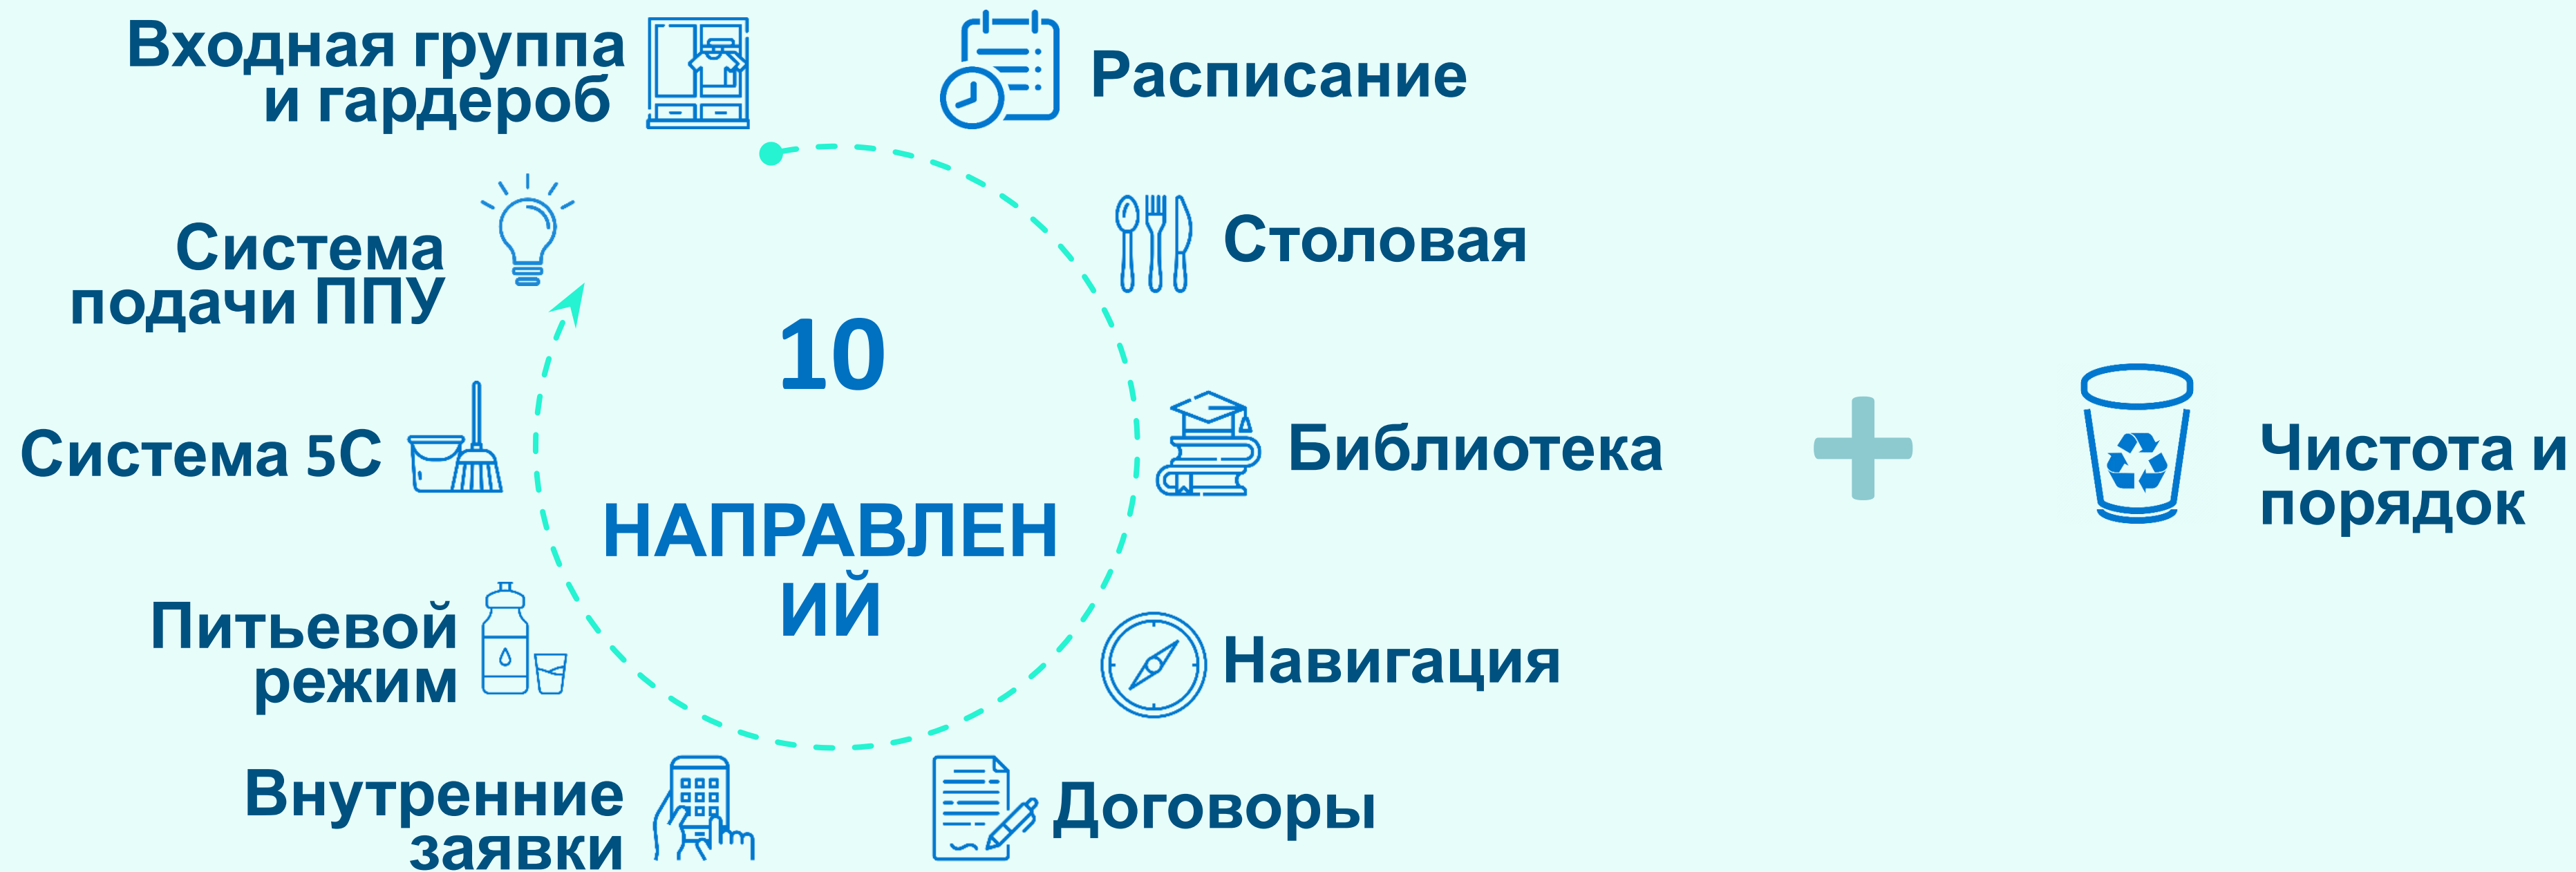 Входная группа
и гардероб
Расписание
Система
подачи ППУ
Столовая
10
НАПРАВЛЕН
ИЙ
Система 5С
Библиотека
Чистота и
порядок
Питьевой
режим
Навигация
Внутренние
заявки
Договоры